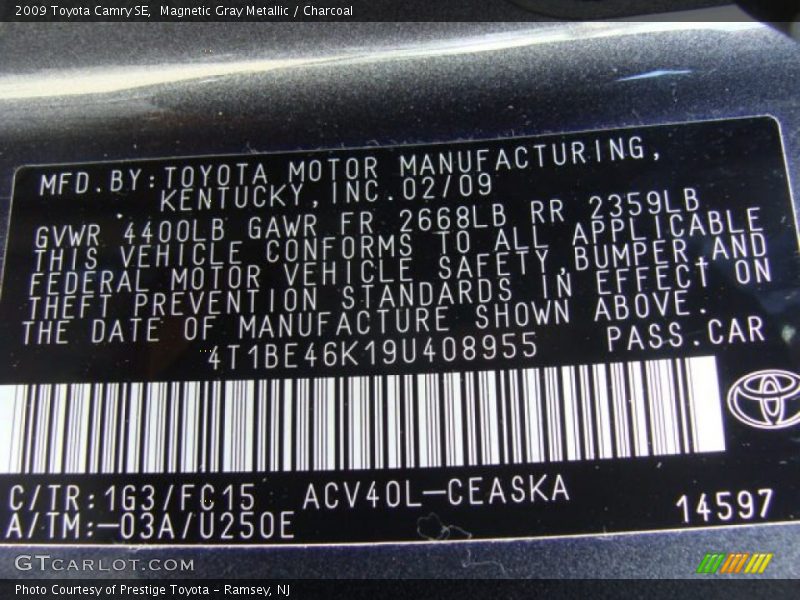 2009 Toyota Camry SE, Magnetic Gray Metallic / Charcoal
MFD.BY:TOYOTA MOTOR MANUFACTURING,
KENTUCKY,INC.02/09
GVWR 4400LB GAWR FR 2668LB RR 2359LB
THIS VEHICLE CONFORMS TO ALL APPLICABLE
FEDERAL MOTOR VEHICLE SAFETY,BUMPER,AND
THEFT PREVENTION STANDARDS IN EFFECT ON
THE DATE OF MANUFACTURE SHOWN ABOVE.
4T1BE46K19U408955 PASS.CAR
C/TR:1G3/FC15 ACV40L-CEASKA
A/TM:-03A/U250E 14597
GTCARLOT.COM
Photo Courtesy of Prestige Toyota - Ramsey, NJ